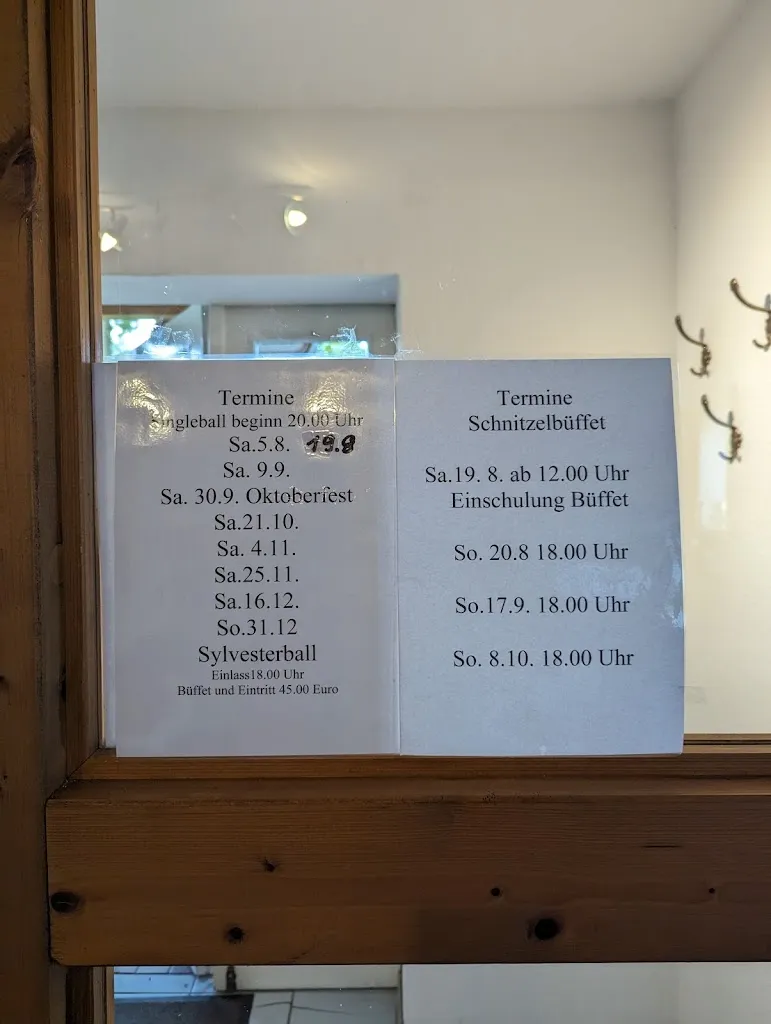 Termine
Singleball beginn 20.00 Uhr
Sa.5.8. 19.8
Sa. 9.9.
Sa. 30.9. Oktoberfest
Sa.21.10.
Sa. 4.11.
Sa.25.11.
Sa.16.12.
So.31.12
Sylvesterball
Einlass18.00 Uhr
Büffet und Eintritt 45.00 Euro
Termine
Schnitzelbüffet
Sa.19. 8. ab 12.00 Uhr
Einschulung Büffet
So. 20.8 18.00 Uhr
So.17.9. 18.00 Uhr
So. 8.10. 18.00 Uhr